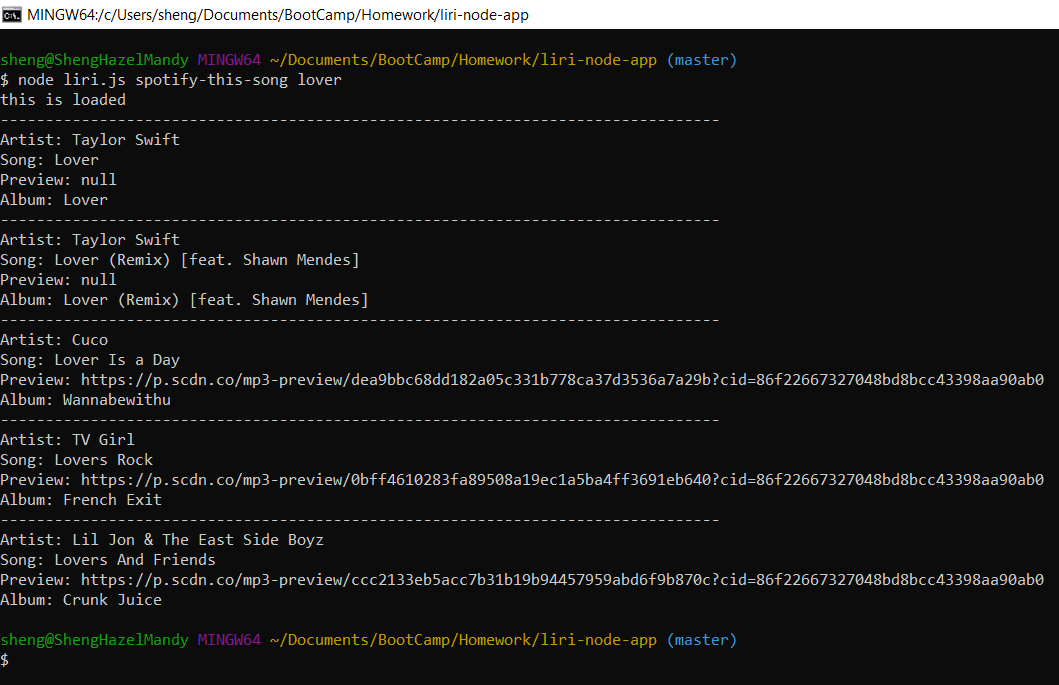 MINGW64:/c/Users/sheng/Documents/BootCamp/Homework/liri-node-app
sheng@ShengHazelMandy MINGW64 ~/Documents/BootCamp/Homework/liri-node-app (master)
$ node liri.js spotify-this-song lover
this is loaded
--------------------------------------------------------------------------------
Artist: Taylor Swift
Song: Lover
Preview: null
Album: Lover
--------------------------------------------------------------------------------
Artist: Taylor Swift
Song: Lover (Remix) [feat. Shawn Mendes]
Preview: null
Album: Lover (Remix) [feat. Shawn Mendes]
--------------------------------------------------------------------------------
Artist: Cuco
Song: Lover Is a Day
Preview: https://p.scdn.co/mp3-preview/dea9bbc68dd182a05c331b778ca37d3536a7a29b?cid=86f22667327048bd8bcc43398aa90ab0
Album: Wannabewithu
--------------------------------------------------------------------------------
Artist: TV Girl
Song: Lovers Rock
Preview: https://p.scdn.co/mp3-preview/0bff4610283fa89508a19ec1a5ba4ff3691eb640?cid=86f22667327048bd8bcc43398aa90ab0
Album: French Exit
--------------------------------------------------------------------------------
Artist: Lil Jon & The East Side Boyz
Song: Lovers And Friends
Preview: https://p.scdn.co/mp3-preview/ccc2133eb5acc7b31b19b94457959abd6f9b870c?cid=86f22667327048bd8bcc43398aa90ab0
Album: Crunk Juice
sheng@ShengHazelMandy MINGW64 ~/Documents/BootCamp/Homework/liri-node-app (master)
$